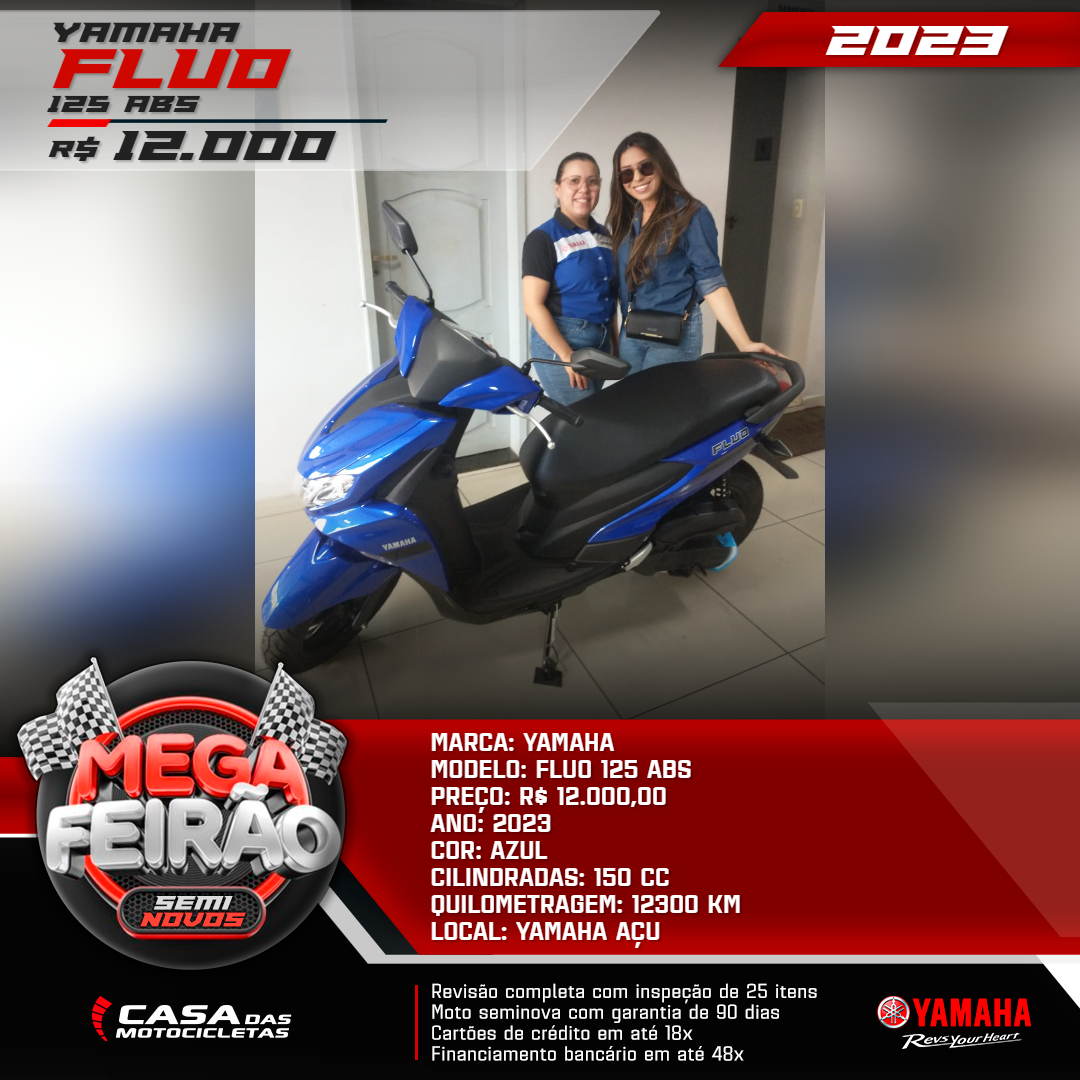 YAMAHA
FLUO
125 ABS
R$ 12.000
2023
YAMAHA
FLUO
YAMAHA
MEGA
FEIRÃO
SEMI
NOVOS
MARCA: YAMAHA
MODELO: FLUO 125 ABS
PREÇO: R$ 12.000,00
ANO: 2023
COR: AZUL
CILINDRADAS: 150 CC
QUILOMETRAGEM: 12300 KM
LOCAL: YAMAHA AÇU
CASA DAS
MOTOCICLETAS
Revisão completa com inspeção de 25 itens
Moto seminova com garantia de 90 dias
Cartões de crédito em até 18x
Financiamento bancário em até 48x
YAMAHA
Revs Your Heart